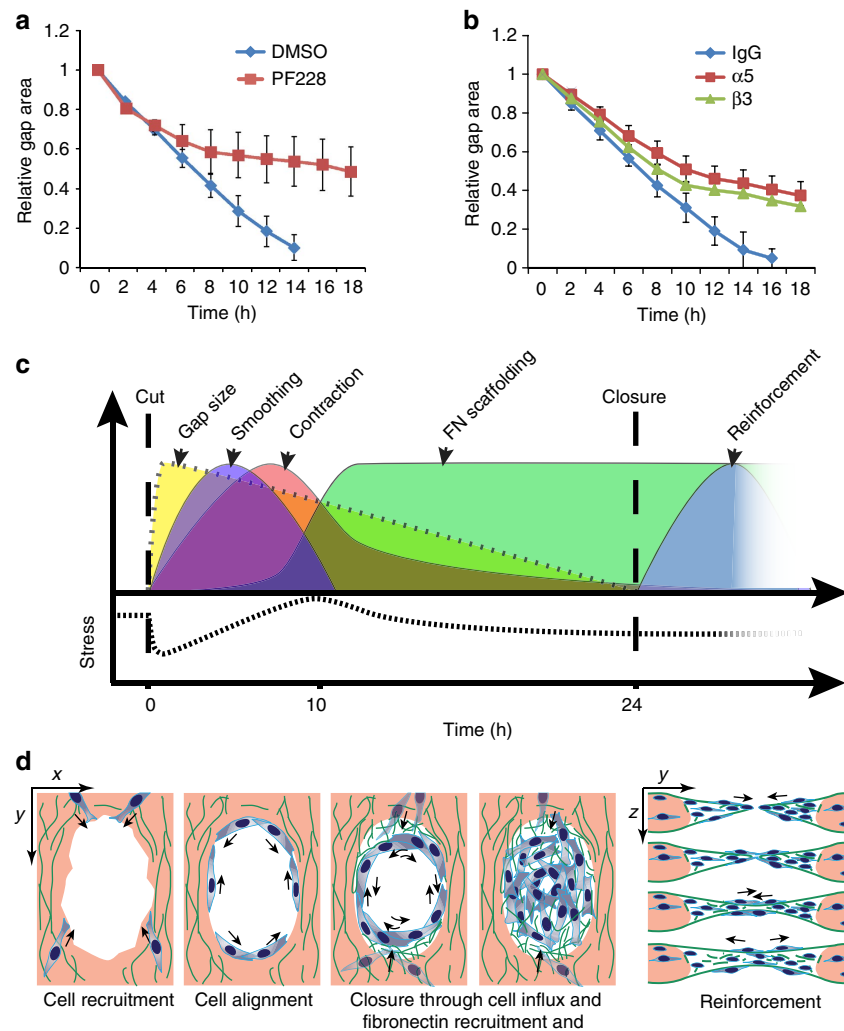 a
1.2
1
0.8
0.6
0.4
0.2
0
Relative gap area
DMSO
PF228
0 2 4 6 8 10 12 14 16 18
Time (h)
b
1.2
1
0.8
0.6
0.4
0.2
0
Relative gap area
IgG
α5
β3
0 2 4 6 8 10 12 14 16 18
Time (h)
c
Cut
Gap size
Smoothing
Contraction
FN scaffolding
Closure
Reinforcement
Stress
0 10 24
Time (h)
d
x
y
y
z
Cell recruitment
Cell alignment
Closure through cell influx and
fibronectin recruitment and
Reinforcement